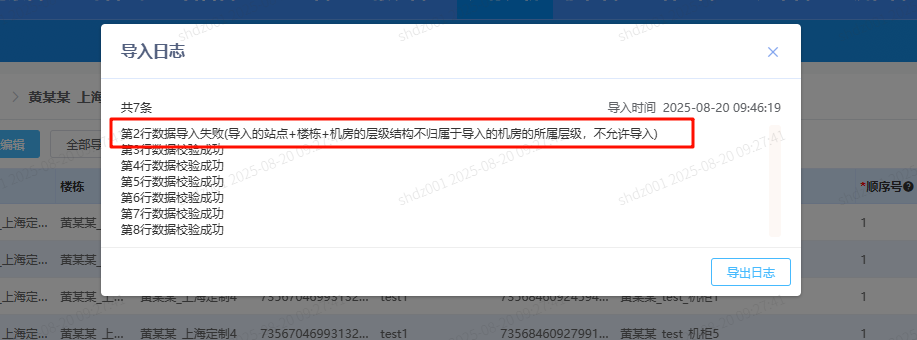 导入日志
黄某某 上海
共7条 导入时间 2025-08-20 09:46:19
编辑 全部导
第2行数据导入失败(导入的站点+楼栋+机房的层级结构不归属于导入的机房的所属层级，不允许导入)
第3行数据校验成功
第4行数据校验成功
第5行数据校验成功
第6行数据校验成功
第7行数据校验成功
第8行数据校验成功
楼栋 *顺序号
_上海定... 黄某某_ 1
_上海定... 黄某某_ 1
导出日志
_上海定... 黄某某_ 黄某某_上海定制4 73567046993132... test1 73568460924594... 黄某某_test_机柜1 1
_上海定... 黄某某_ 黄某某_上海定制4 73567046993132... test1 73568460927991... 黄某某_test_机柜5 1
shdz001 2025-08-20 09:27:41